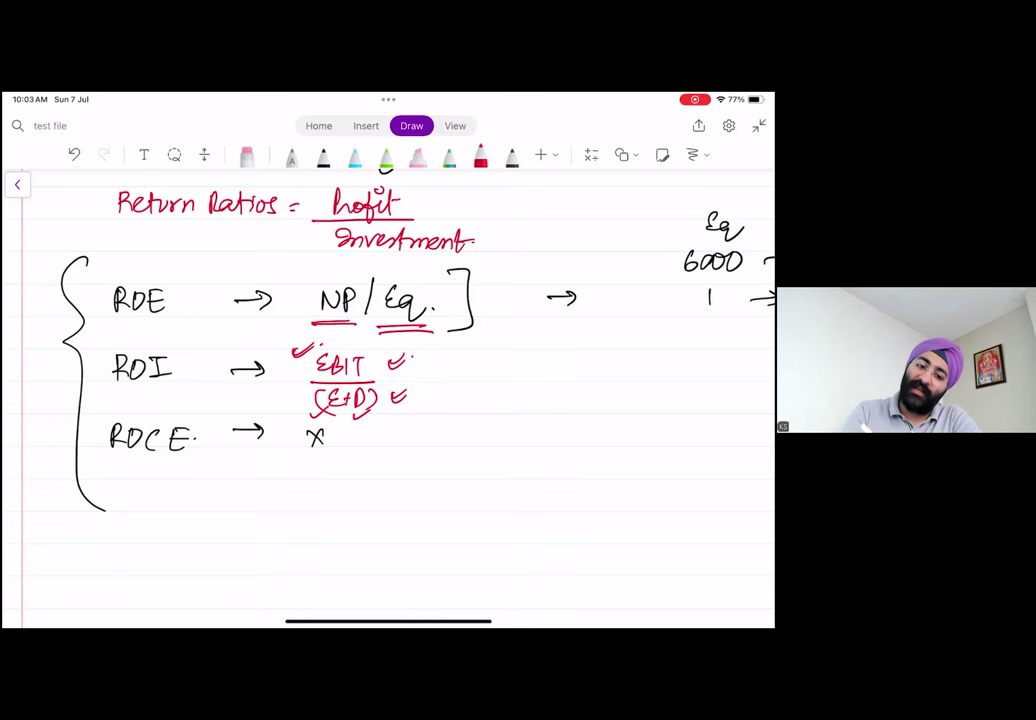 10:03 AM Sun 7 Jul
77%
test file
Home Insert Draw View
Return Ratios = Profit
Investment.
Eq
6000
ROE → NP / Eq. ] → 1 →
ROI → EBIT
(E+D)
ROCE. → x
KS